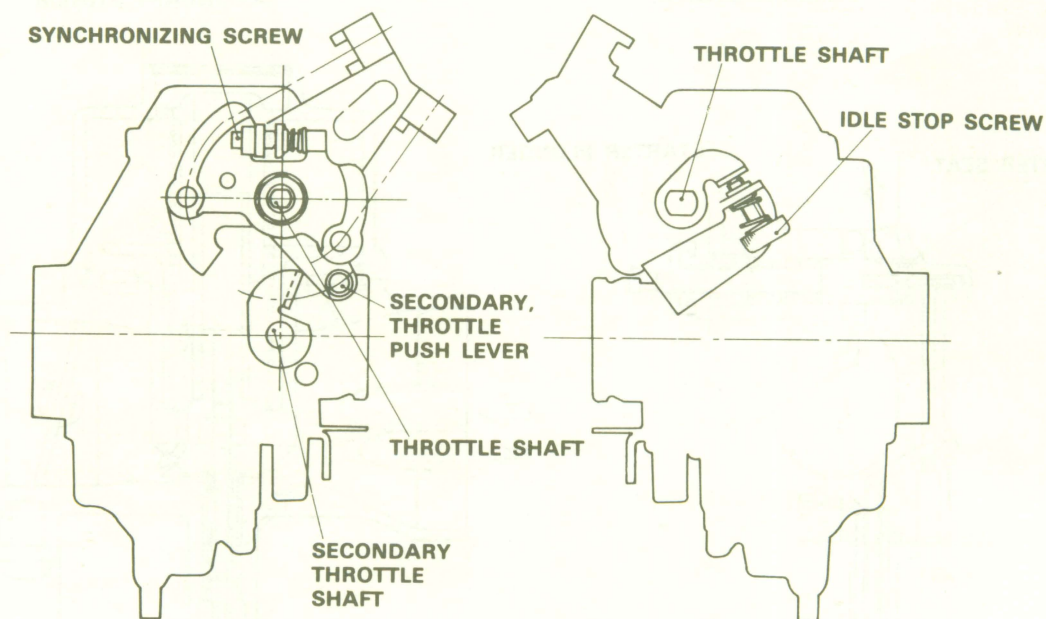 SYNCHRONIZING SCREW
THROTTLE SHAFT
IDLE STOP SCREW
SECONDARY,
THROTTLE
PUSH LEVER
THROTTLE SHAFT
SECONDARY
THROTTLE
SHAFT